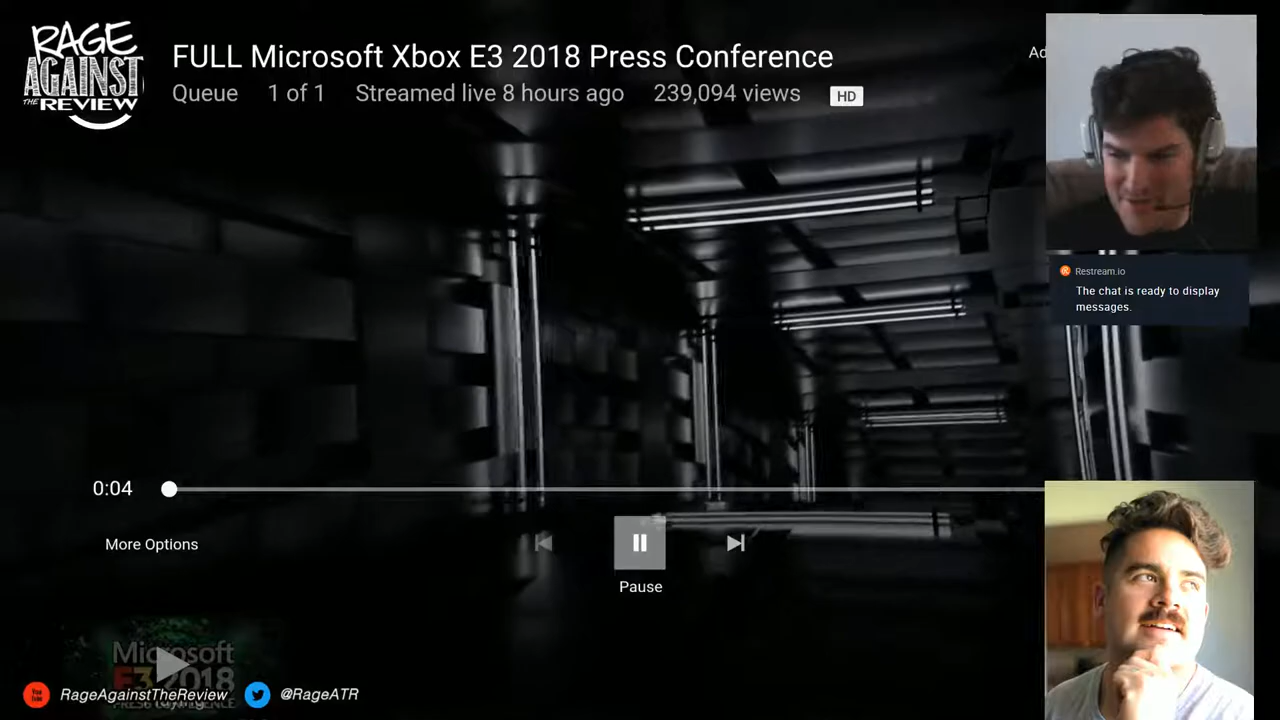 RAGE
AGAINST
THE REVIEW
FULL Microsoft Xbox E3 2018 Press Conference
Queue 1 of 1 Streamed live 8 hours ago 239,094 views HD
Restream.io
The chat is ready to display
messages.
0:04
More Options
Pause
Microsoft
E3 2018
RageAgainstTheReview @RageATR